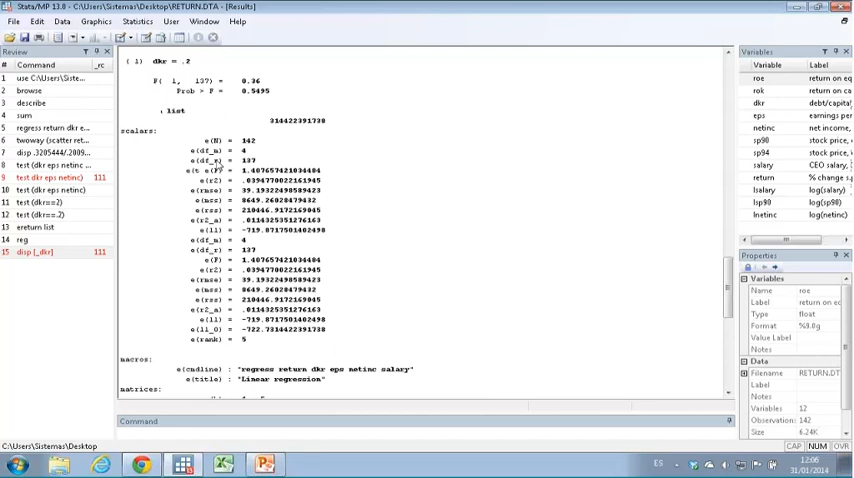 Stata/MP 13.0 - C:\Users\Sistemas\Desktop\RETURN.DTA - [Results]
File Edit Data Graphics Statistics User Window Help
Review
# Command _rc
1 use C:\Users\Siste...
2 browse
3 describe
4 sum
5 regress return dkr e...
6 twoway (scatter ret...
7 disp .3205444/.2009...
8 test (dkr eps netinc ...
9 test dkr eps netinc) 111
10 test (dkr eps netinc)
11 test (dkr==2)
12 test (dkr==.2)
13 ereturn list
14 reg
15 disp [_dkr] 111
( 1) dkr = .2
F( 1, 137) = 0.36
Prob > F = 0.5495
. list
314422391738
scalars:
e(N) = 142
e(df_m) = 4
e(df_r) = 137
e(F) = 1.407657421034484
e(r2) = .0394770022161945
e(rmse) = 39.19322498589423
e(mss) = 8649.26028479432
e(rss) = 210446.9172169045
e(r2_a) = .0114325351276163
e(ll) = -719.8717501402498
e(df_m) = 4
e(df_r) = 137
e(F) = 1.407657421034484
e(r2) = .0394770022161945
e(rmse) = 39.19322498589423
e(mss) = 8649.26028479432
e(rss) = 210446.9172169045
e(r2_a) = .0114325351276163
e(ll) = -719.8717501402498
e(ll_0) = -722.7314422391738
e(rank) = 5
macros:
e(cmdline) : "regress return dkr eps netinc salary"
e(title) : "Linear regression"
matrices:
Command
Variables
Variable Label
roe return on eq
rok return on ca
dkr debt/capital,
eps earnings per
netinc net income,
sp90 stock price,
sp94 stock price,
salary CEO salary,
return % change s
lsalary log(salary)
lsp90 log(sp90)
lnetinc log(netinc)
Properties
Variables
Name roe
Label return on eq
Type float
Format %9.0g
Value Label
Notes
Data
Filename RETURN.DTA
Label
Notes
Variables 12
Observation: 142
Size 6.24K
C:\Users\Sistemas\Desktop
CAP NUM OVR
ES
12:06
31/01/2014